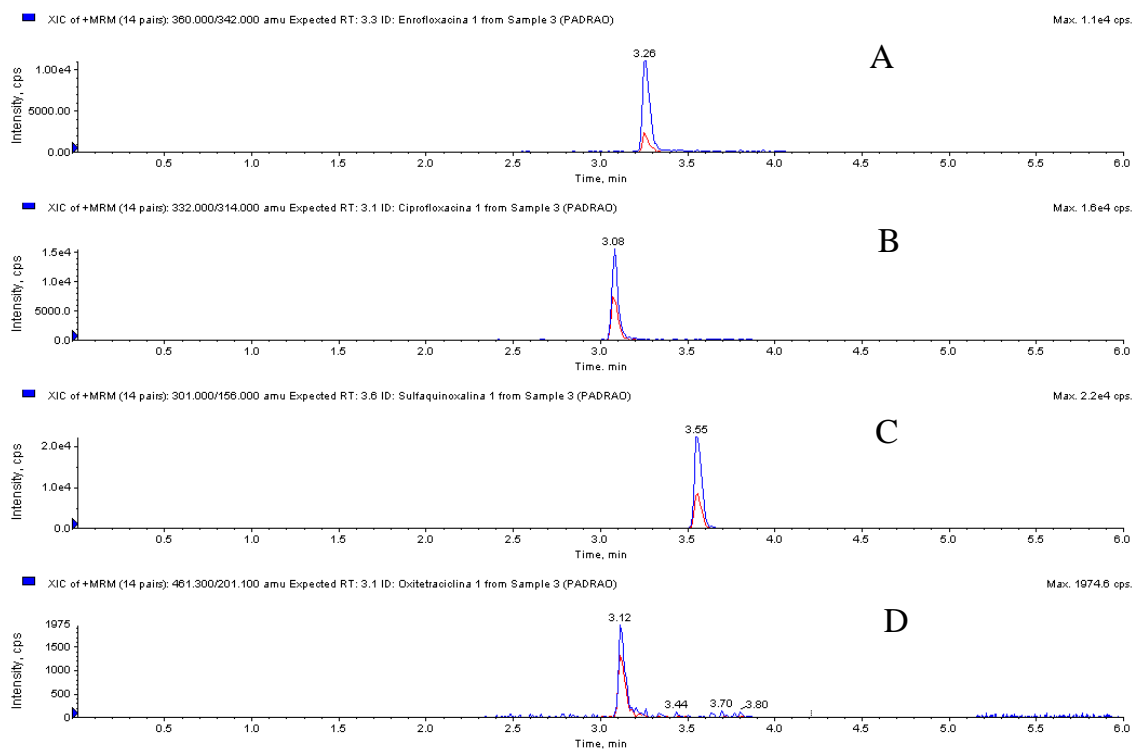 XIC of +MRM (14 pairs): 360.000/342.000 amu Expected RT: 3.3 ID: Enrofloxacina 1 from Sample 3 (PADRAO) Max. 1.1e4 cps.
A
3.26
Intensity, cps
1.00e4
5000.00
0.00
0.5 1.0 1.5 2.0 2.5 3.0 3.5 4.0 4.5 5.0 5.5 6.0
Time, min
XIC of +MRM (14 pairs): 332.000/314.000 amu Expected RT: 3.1 ID: Ciprofloxacina 1 from Sample 3 (PADRAO) Max. 1.6e4 cps.
B
3.08
Intensity, cps
1.5e4
1.0e4
5000.0
0.0
0.5 1.0 1.5 2.0 2.5 3.0 3.5 4.0 4.5 5.0 5.5 6.0
Time, min
XIC of +MRM (14 pairs): 301.000/156.000 amu Expected RT: 3.6 ID: Sulfaquinoxalina 1 from Sample 3 (PADRAO) Max. 2.2e4 cps.
C
3.55
Intensity, cps
2.0e4
1.0e4
0.0
0.5 1.0 1.5 2.0 2.5 3.0 3.5 4.0 4.5 5.0 5.5 6.0
Time, min
XIC of +MRM (14 pairs): 461.300/201.100 amu Expected RT: 3.1 ID: Oxitetraciclina 1 from Sample 3 (PADRAO) Max. 1974.6 cps.
D
3.12
Intensity, cps
1975
1500
1000
500
0
3.44 3.70 3.80
0.5 1.0 1.5 2.0 2.5 3.0 3.5 4.0 4.5 5.0 5.5 6.0
Time, min